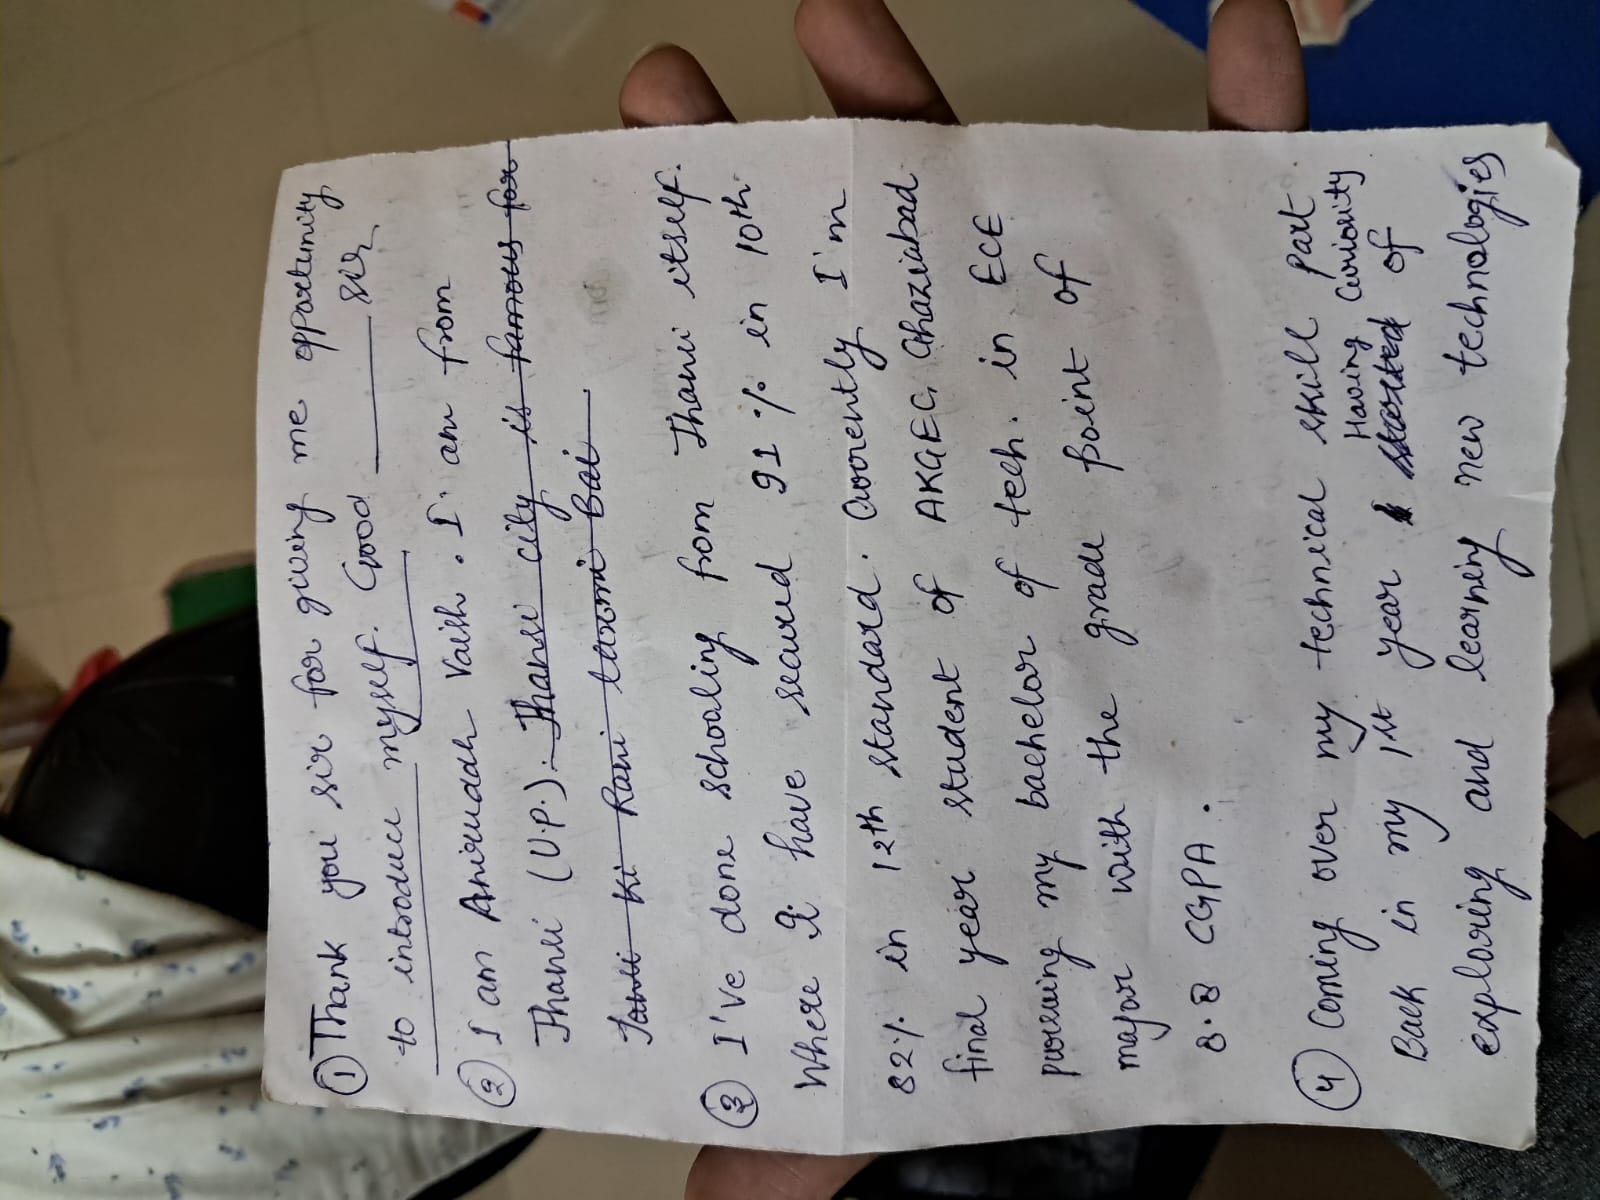 ① Thank you sir for giving me opportunity
to introduce myself. Good ______ sir
② I am Aniruddh Vaish. I am from
Jhansi (U.P.). Jhansi city is famous for
Jansi Ki Rani laxmi Bai
③ I've done schooling from Jhansi itself.
Where I have secured 91% in 10th
82% in 12th standard. Currently I'm
final year student of AKGEC, Ghaziabad
pursuing my bachelor of tech. in ECE
major with the grade point of
8.8 CGPA.
④ Coming over my technical skill part
Having Curiosity
Back in my 1st year I started of
exploring and learning new technologies